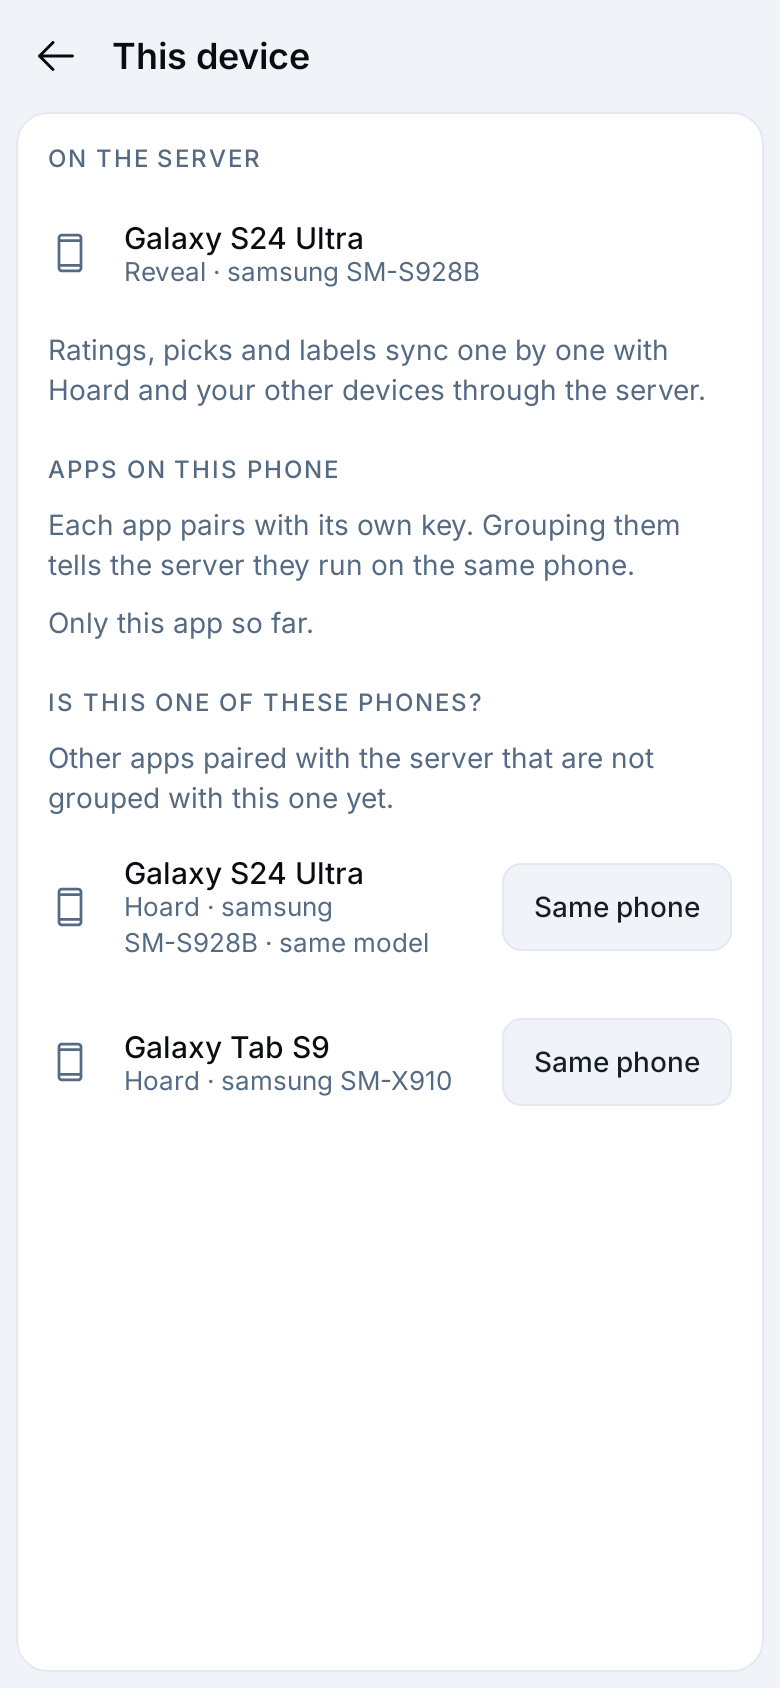 This device
ON THE SERVER
Galaxy S24 Ultra
Reveal · samsung SM-S928B
Ratings, picks and labels sync one by one with
Hoard and your other devices through the server.
APPS ON THIS PHONE
Each app pairs with its own key. Grouping them
tells the server they run on the same phone.
Only this app so far.
IS THIS ONE OF THESE PHONES?
Other apps paired with the server that are not
grouped with this one yet.
Galaxy S24 Ultra
Hoard · samsung
SM-S928B · same model
Same phone
Galaxy Tab S9
Hoard · samsung SM-X910
Same phone